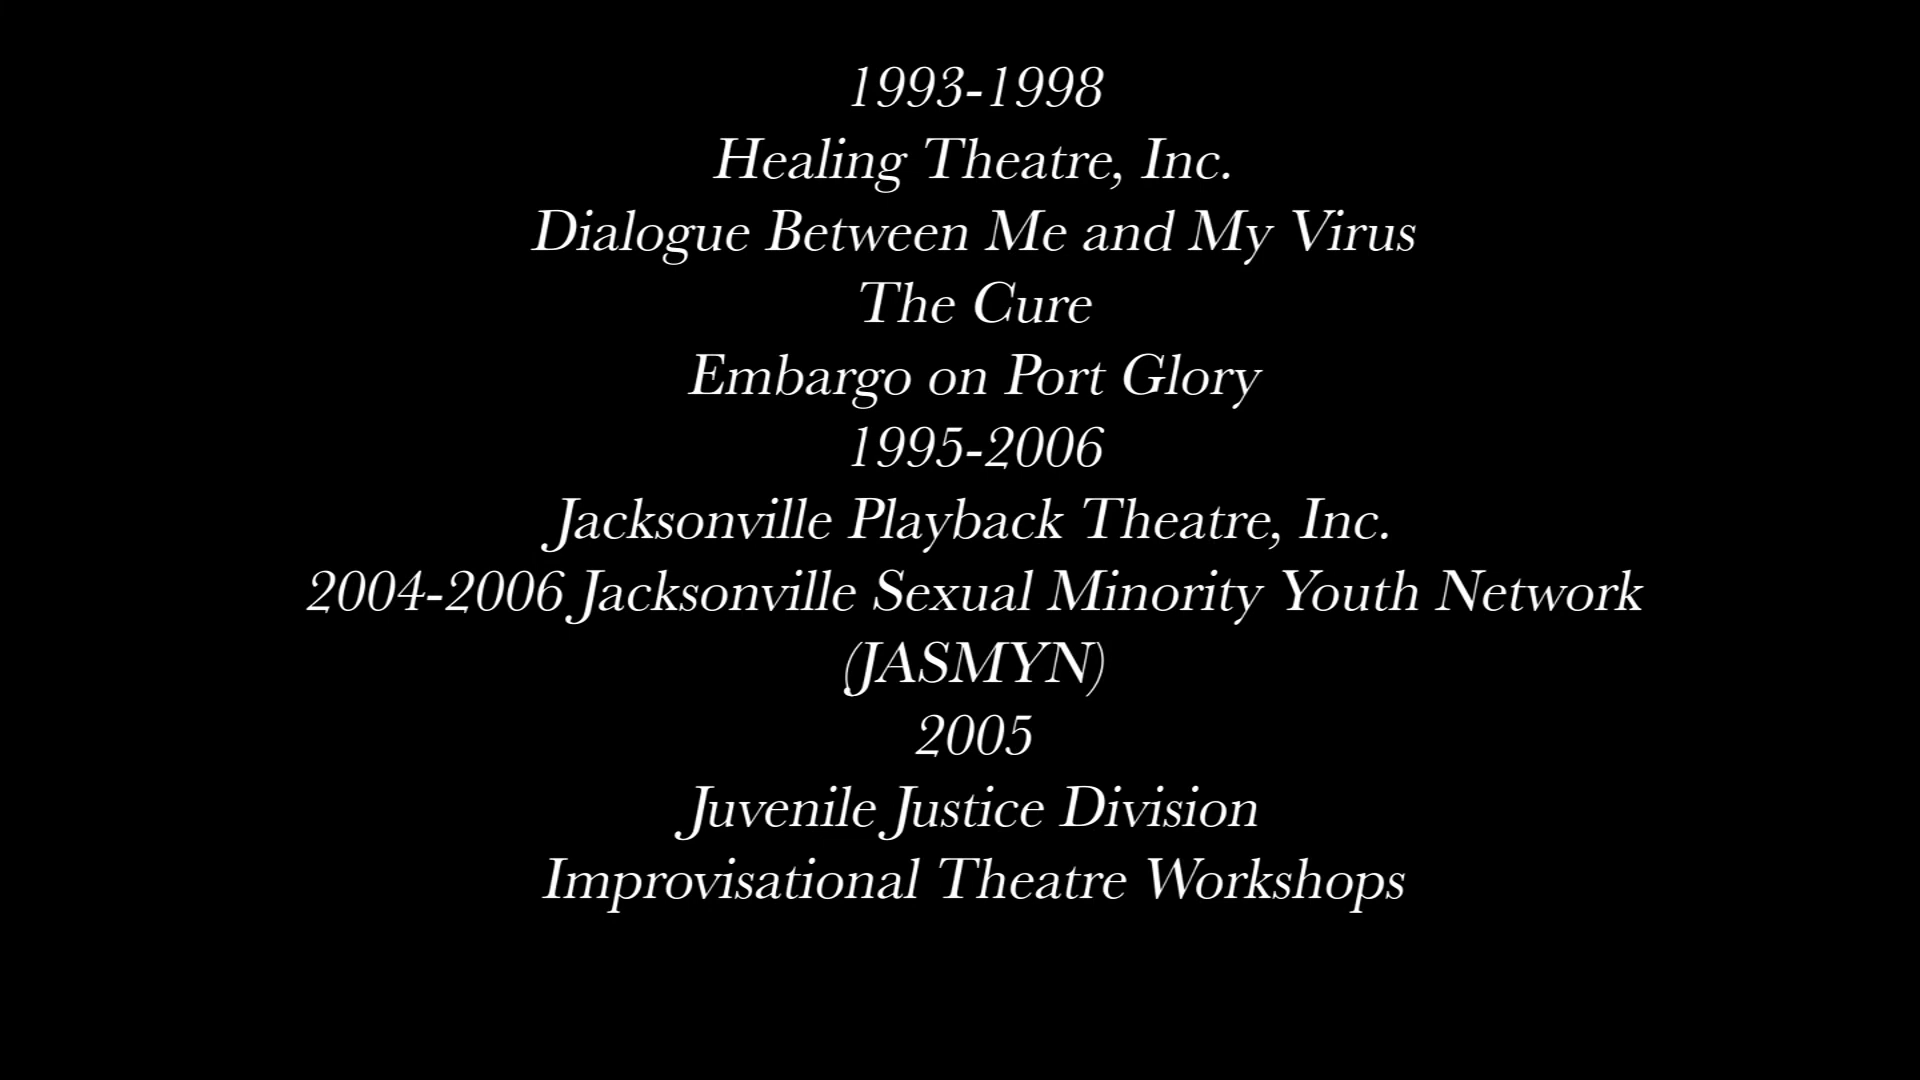 1993-1998
Healing Theatre, Inc.
Dialogue Between Me and My Virus
The Cure
Embargo on Port Glory
1995-2006
Jacksonville Playback Theatre, Inc.
2004-2006 Jacksonville Sexual Minority Youth Network
(JASMYN)
2005
Juvenile Justice Division
Improvisational Theatre Workshops